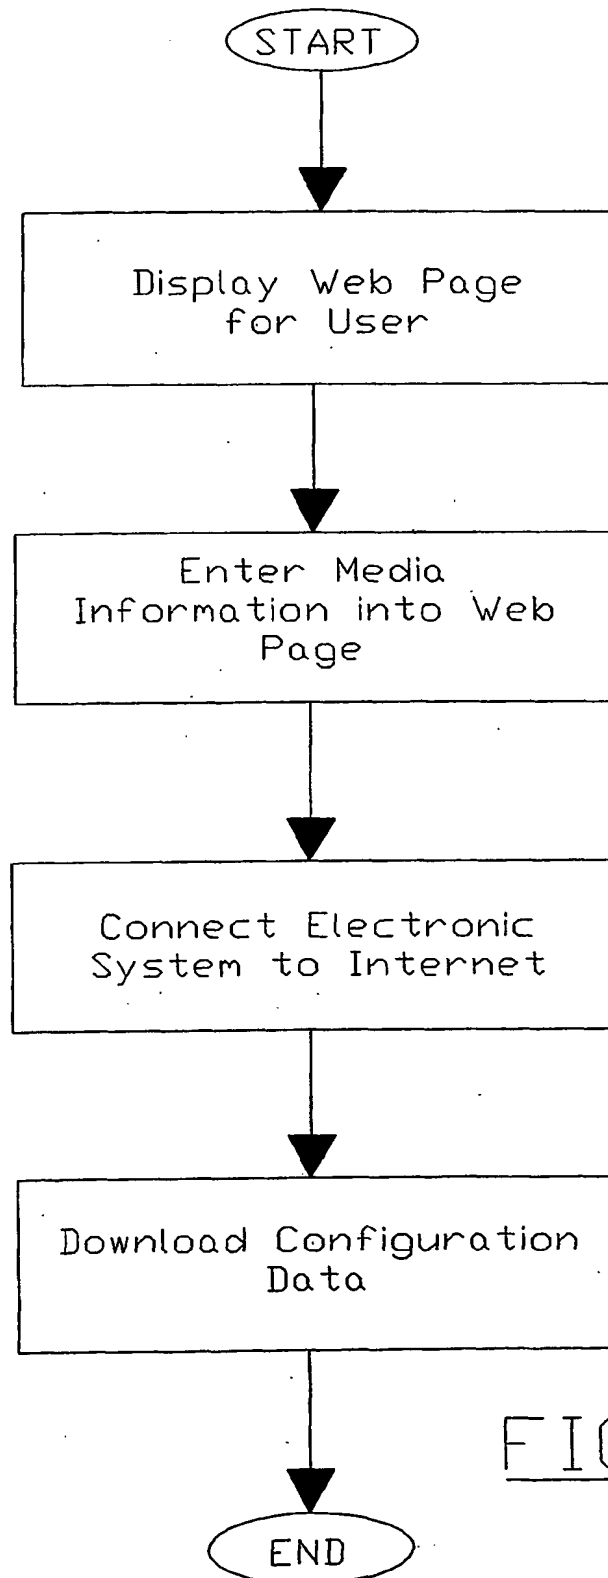 START
Display Web Page
for User
Enter Media
Information into Web
Page
Connect Electronic
System to Internet
Download Configuration
Data
END